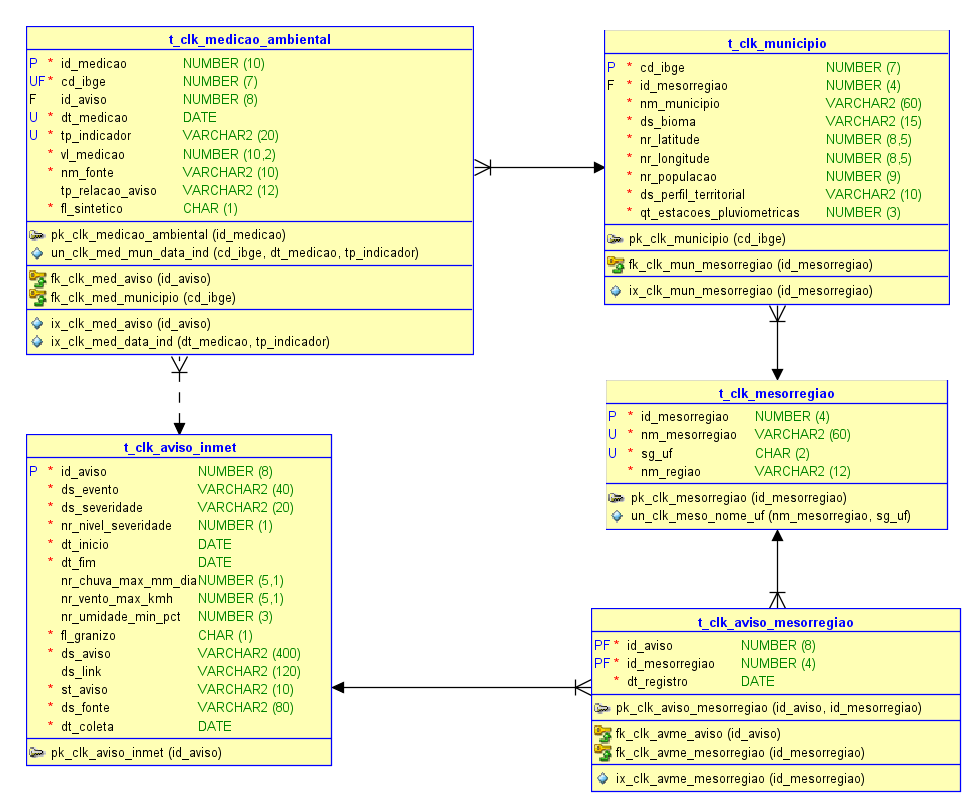 t_clk_medicao_ambiental
P * id_medicao NUMBER (10)
UF * cd_ibge NUMBER (7)
F id_aviso NUMBER (8)
U * dt_medicao DATE
U * tp_indicador VARCHAR2 (20)
* vl_medicao NUMBER (10,2)
* nm_fonte VARCHAR2 (10)
tp_relacao_aviso VARCHAR2 (12)
* fl_sintetico CHAR (1)
pk_clk_medicao_ambiental (id_medicao)
un_clk_med_mun_data_ind (cd_ibge, dt_medicao, tp_indicador)
fk_clk_med_aviso (id_aviso)
fk_clk_med_municipio (cd_ibge)
ix_clk_med_aviso (id_aviso)
ix_clk_med_data_ind (dt_medicao, tp_indicador)
t_clk_municipio
P * cd_ibge NUMBER (7)
F * id_mesorregiao NUMBER (4)
* nm_municipio VARCHAR2 (60)
* ds_bioma VARCHAR2 (15)
* nr_latitude NUMBER (8,5)
* nr_longitude NUMBER (8,5)
* nr_populacao NUMBER (9)
* ds_perfil_territorial VARCHAR2 (10)
* qt_estacoes_pluviometricas NUMBER (3)
pk_clk_municipio (cd_ibge)
fk_clk_mun_mesorregiao (id_mesorregiao)
ix_clk_mun_mesorregiao (id_mesorregiao)
t_clk_mesorregiao
P * id_mesorregiao NUMBER (4)
U * nm_mesorregiao VARCHAR2 (60)
U * sg_uf CHAR (2)
* nm_regiao VARCHAR2 (12)
pk_clk_mesorregiao (id_mesorregiao)
un_clk_meso_nome_uf (nm_mesorregiao, sg_uf)
t_clk_aviso_inmet
P * id_aviso NUMBER (8)
* ds_evento VARCHAR2 (40)
* ds_severidade VARCHAR2 (20)
* nr_nivel_severidade NUMBER (1)
* dt_inicio DATE
* dt_fim DATE
nr_chuva_max_mm_dia NUMBER (5,1)
nr_vento_max_kmh NUMBER (5,1)
nr_umidade_min_pct NUMBER (3)
* fl_granizo CHAR (1)
* ds_aviso VARCHAR2 (400)
ds_link VARCHAR2 (120)
* st_aviso VARCHAR2 (10)
* ds_fonte VARCHAR2 (80)
* dt_coleta DATE
pk_clk_aviso_inmet (id_aviso)
t_clk_aviso_mesorregiao
PF * id_aviso NUMBER (8)
PF * id_mesorregiao NUMBER (4)
* dt_registro DATE
pk_clk_aviso_mesorregiao (id_aviso, id_mesorregiao)
fk_clk_avme_aviso (id_aviso)
fk_clk_avme_mesorregiao (id_mesorregiao)
ix_clk_avme_mesorregiao (id_mesorregiao)